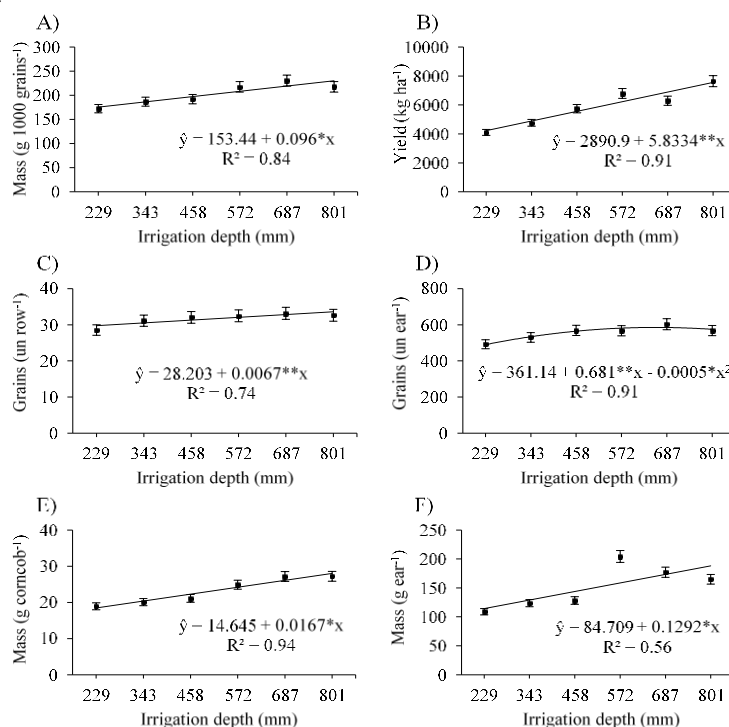 A)
Mass (g 1000 grains-1)
300
250
200
150
100
50
0
ŷ = 153.44 + 0.096*x
R² = 0.84
229 343 458 572 687 801
Irrigation depth (mm)
B)
Yield (kg ha-1)
10000
8000
6000
4000
2000
0
ŷ = 2890.9 + 5.8334**x
R² = 0.91
229 343 458 572 687 801
Irrigation depth (mm)
C)
Grains (un row-1)
40
30
20
10
0
ŷ = 28.203 + 0.0067**x
R² = 0.74
229 343 458 572 687 801
Irrigation depth (mm)
D)
Grains (un ear-1)
800
600
400
200
0
ŷ = 361.14 + 0.681**x - 0.0005*x²
R² = 0.91
229 343 458 572 687 801
Irrigation depth (mm)
E)
Mass (g corncob-1)
40
30
20
10
0
ŷ = 14.645 + 0.0167*x
R² = 0.94
229 343 458 572 687 801
Irrigation depth (mm)
F)
Mass (g ear-1)
250
200
150
100
50
0
ŷ = 84.709 + 0.1292*x
R² = 0.56
229 343 458 572 687 801
Irrigation depth (mm)